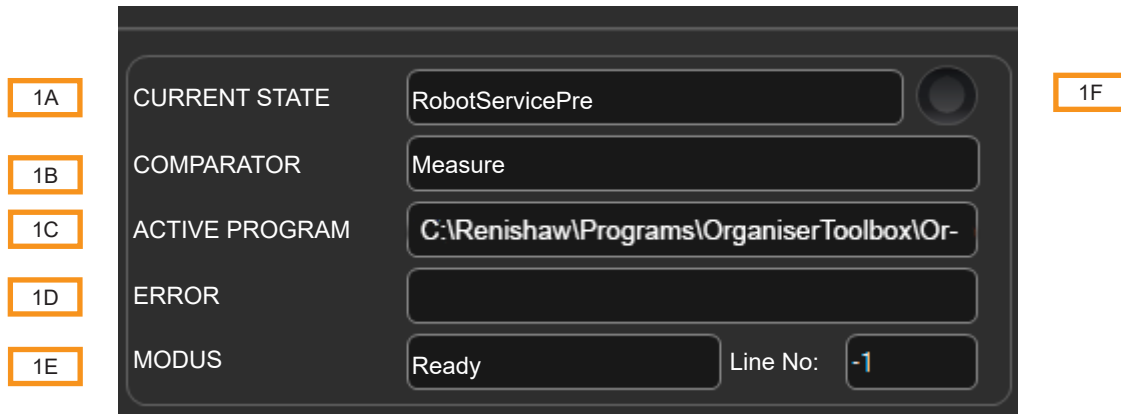 1A CURRENT STATE RobotServicePre 1F
1B COMPARATOR Measure
1C ACTIVE PROGRAM C:\Renishaw\Programs\OrganiserToolbox\Or-
1D ERROR
1E MODUS Ready Line No: -1